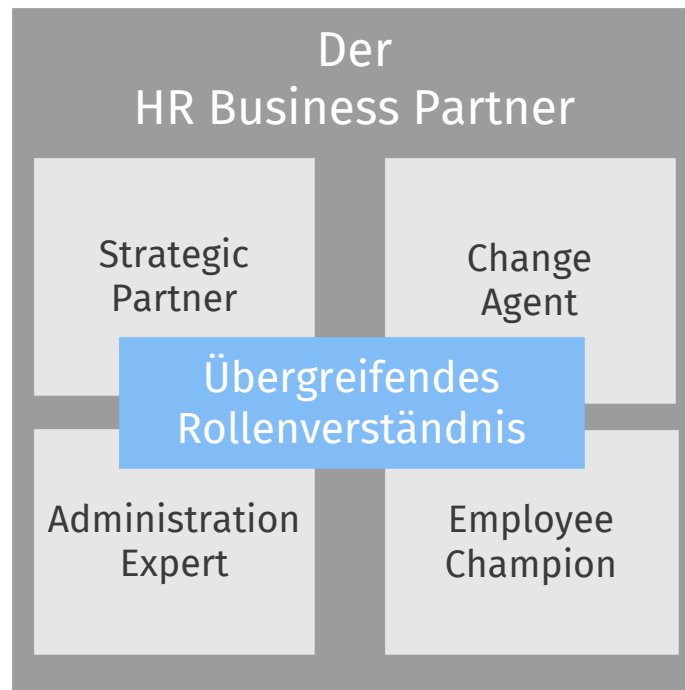 Der
HR Business Partner
Strategic
Partner
Change
Agent
Übergreifendes
Rollenverständnis
Administration
Expert
Employee
Champion